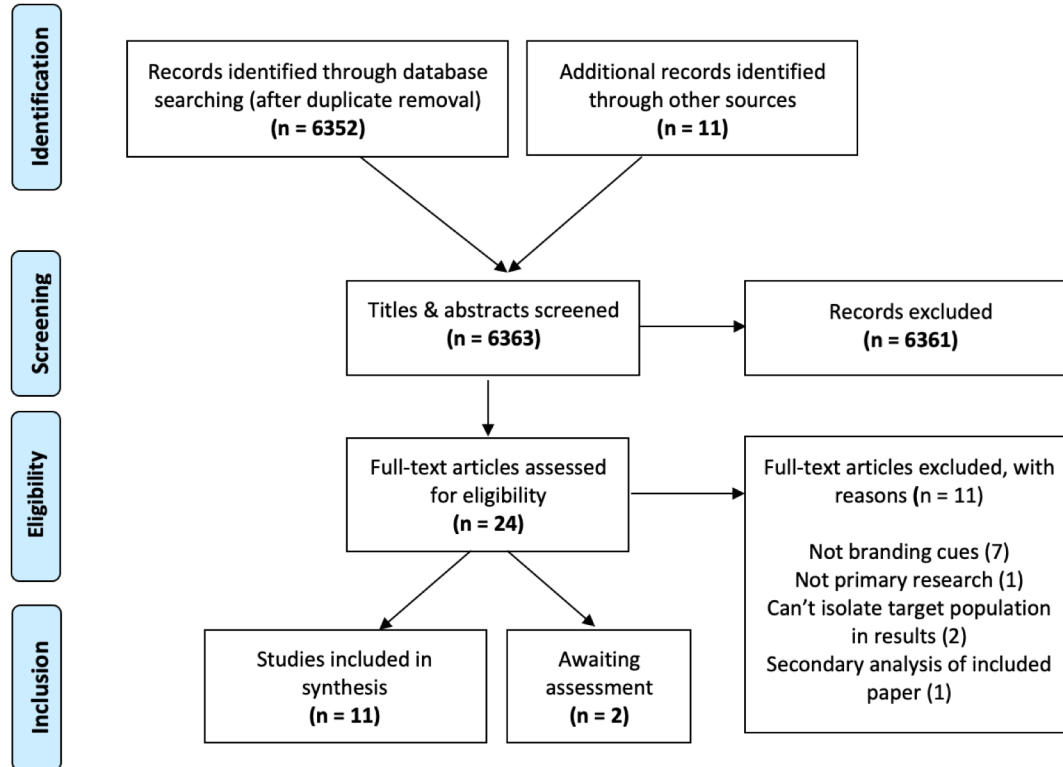 Identification
Records identified through database
searching (after duplicate removal)
(n = 6352)
Additional records identified
through other sources
(n = 11)
Screening
Titles & abstracts screened
(n = 6363)
Records excluded
(n = 6361)
Eligibility
Full-text articles assessed
for eligibility
(n = 24)
Full-text articles excluded, with
reasons (n = 11)
Not branding cues (7)
Not primary research (1)
Can’t isolate target population
in results (2)
Secondary analysis of included
paper (1)
Inclusion
Studies included in
synthesis
(n = 11)
Awaiting
assessment
(n = 2)